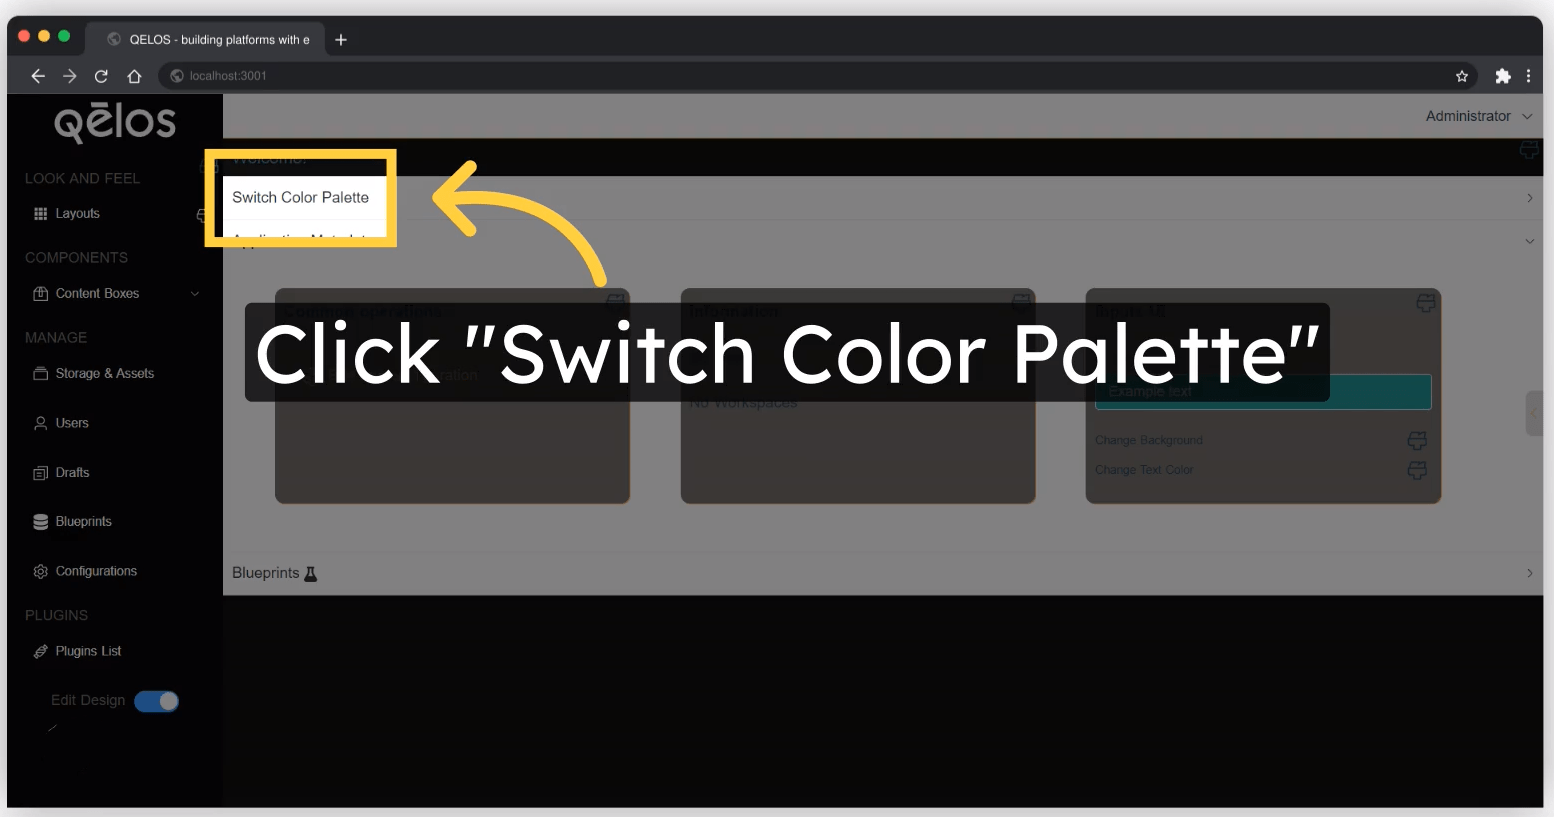 QELOS - building platforms with e
localhost:3001
qēlos
Administrator
Welcome!
LOOK AND FEEL
Switch Color Palette
Layouts
COMPONENTS
Content Boxes
MANAGE
Information
Click "Switch Color Palette"
Storage & Assets
No Workspaces
Example text
Users
Change Background
Change Text Color
Drafts
Blueprints
Configurations
Blueprints
PLUGINS
Plugins List
Edit Design